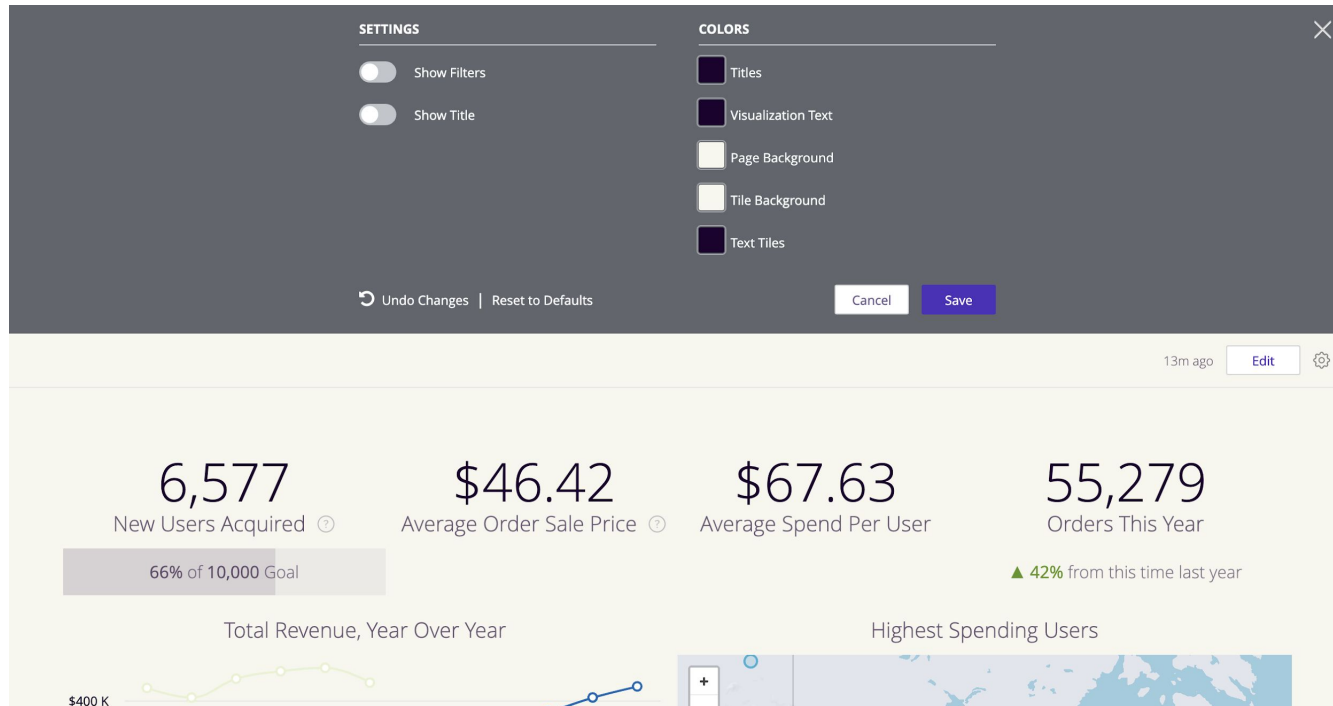 SETTINGS
Show Filters
Show Title
COLORS
Titles
Visualization Text
Page Background
Tile Background
Text Tiles
Undo Changes | Reset to Defaults
Cancel
Save
13m ago
Edit
6,577
New Users Acquired ?
66% of 10,000 Goal
$46.42
Average Order Sale Price ?
$67.63
Average Spend Per User
55,279
Orders This Year
▲ 42% from this time last year
Total Revenue, Year Over Year
$400 K
Highest Spending Users
+